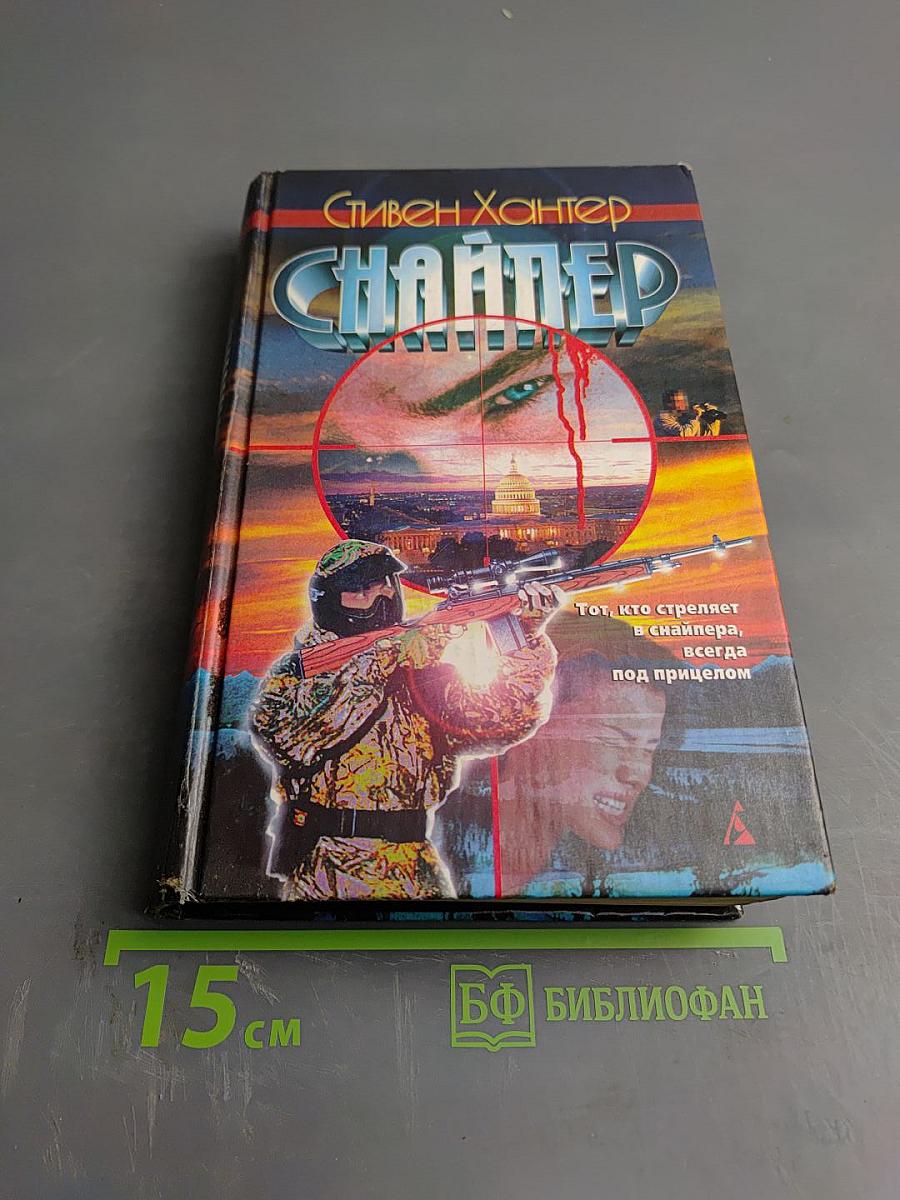 Стивен Хантер
СНАЙПЕР
Тот, кто стреляет
в снайпера,
всегда
под прицелом
15 см
БФ БИБЛИОФАН